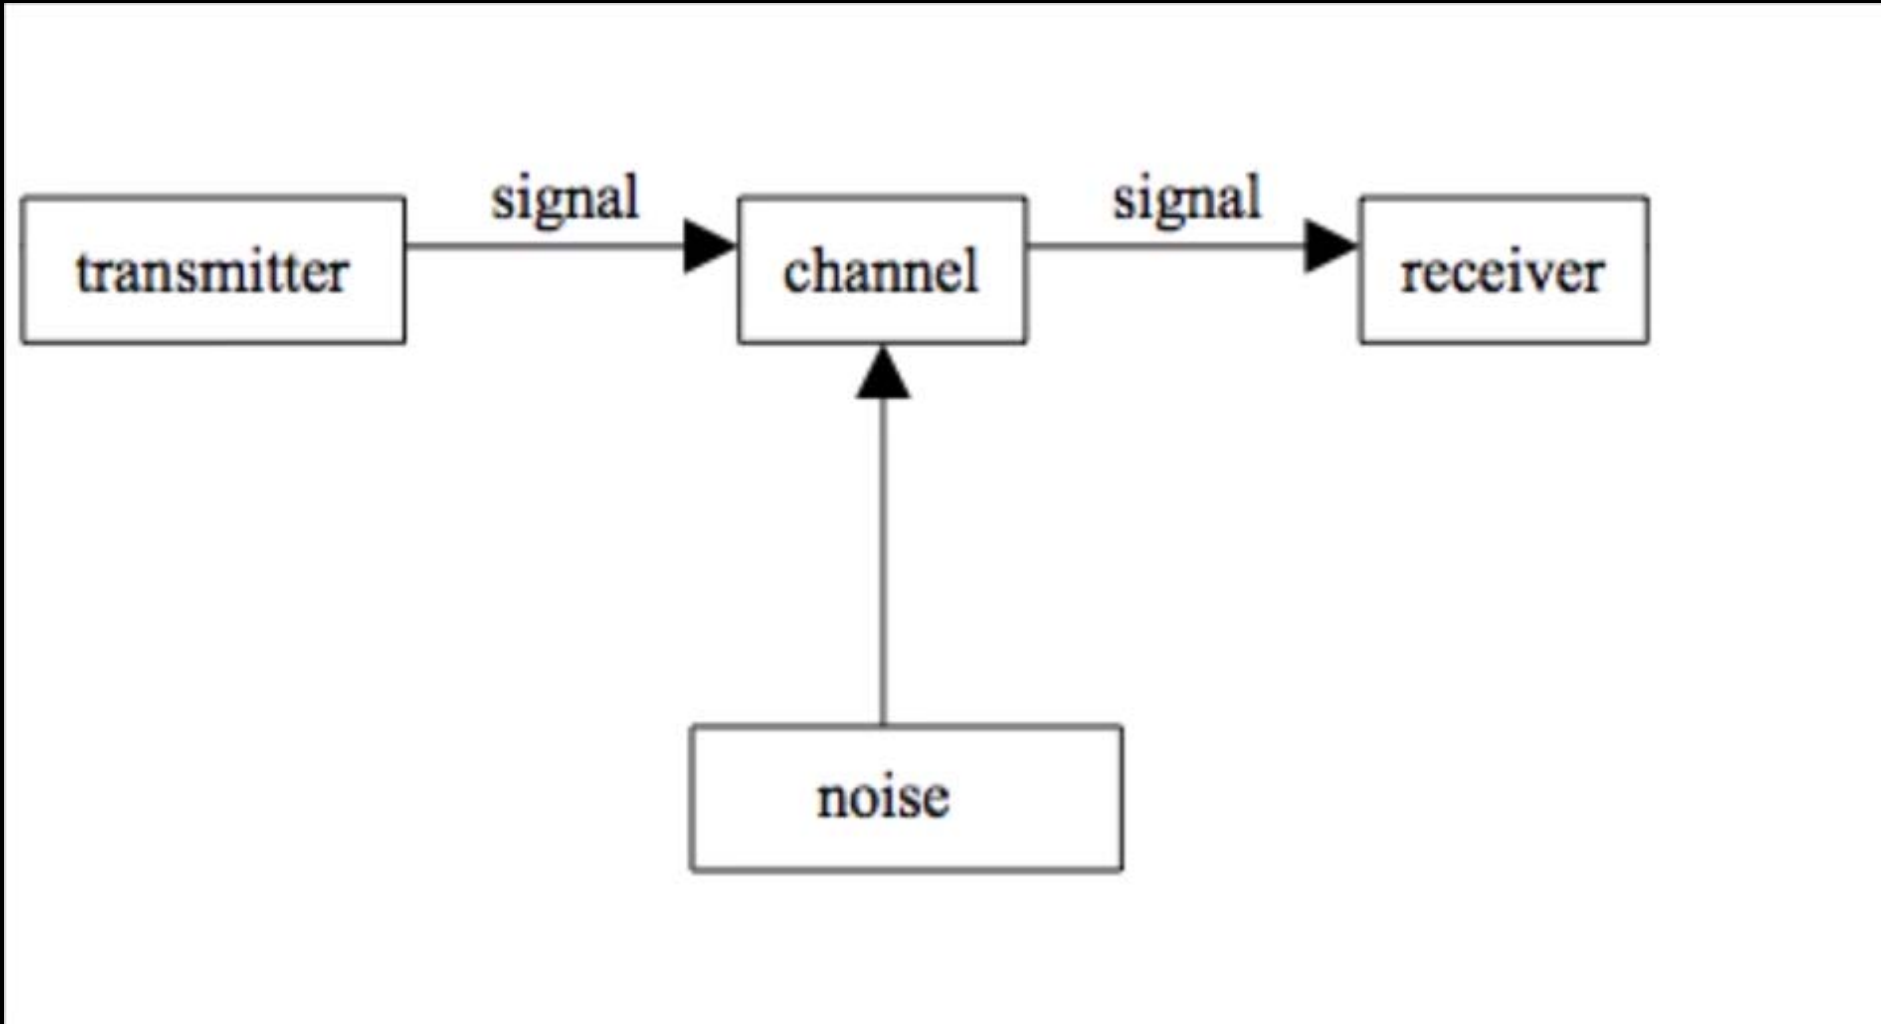 signal
signal
transmitter
channel
receiver
noise